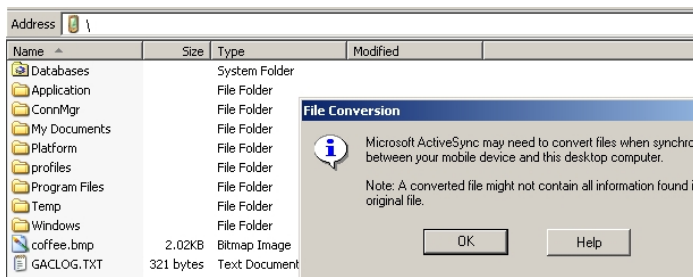 Address \
Name Size Type Modified
Databases System Folder
Application File Folder
ConnMgr File Folder
My Documents File Folder
Platform File Folder
profiles File Folder
Program Files File Folder
Temp File Folder
Windows File Folder
coffee.bmp 2.02KB Bitmap Image
GACLOG.TXT 321 bytes Text Document
File Conversion
Microsoft ActiveSync may need to convert files when synchro
between your mobile device and this desktop computer.
Note: A converted file might not contain all information found i
original file.
OK Help